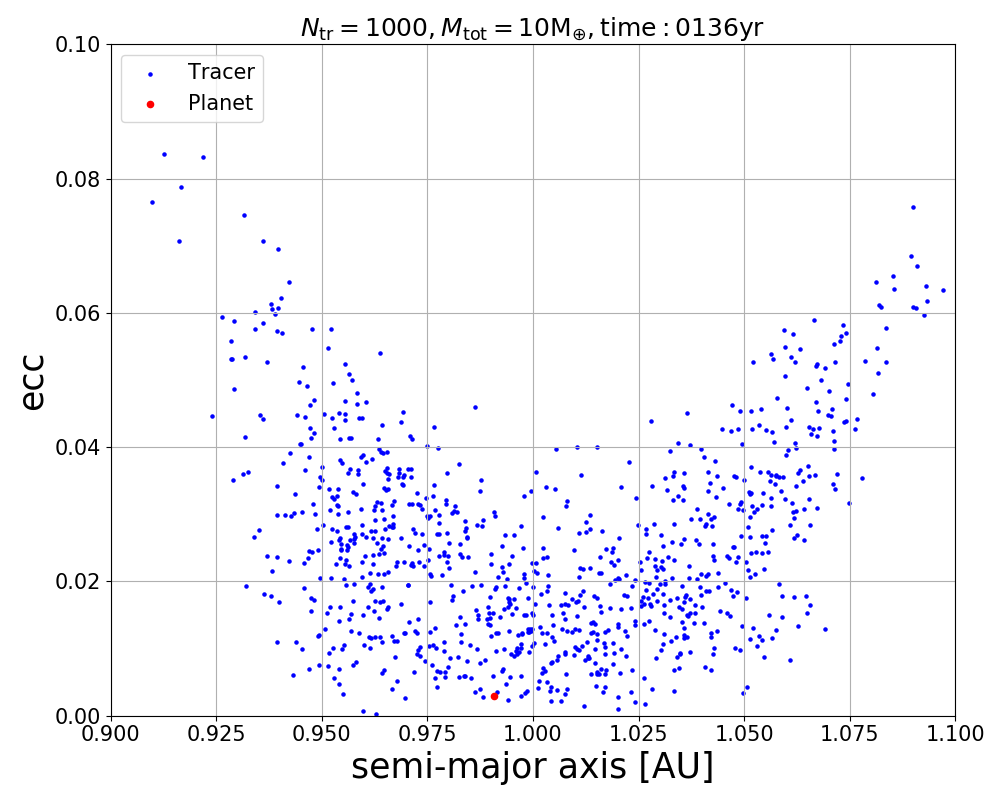 N_tr = 1000, M_tot = 10M_⊕, time : 0136yr
Tracer
Planet
0.10
0.08
0.06
0.04
0.02
0.00
ecc
0.900 0.925 0.950 0.975 1.000 1.025 1.050 1.075 1.100
semi-major axis [AU]